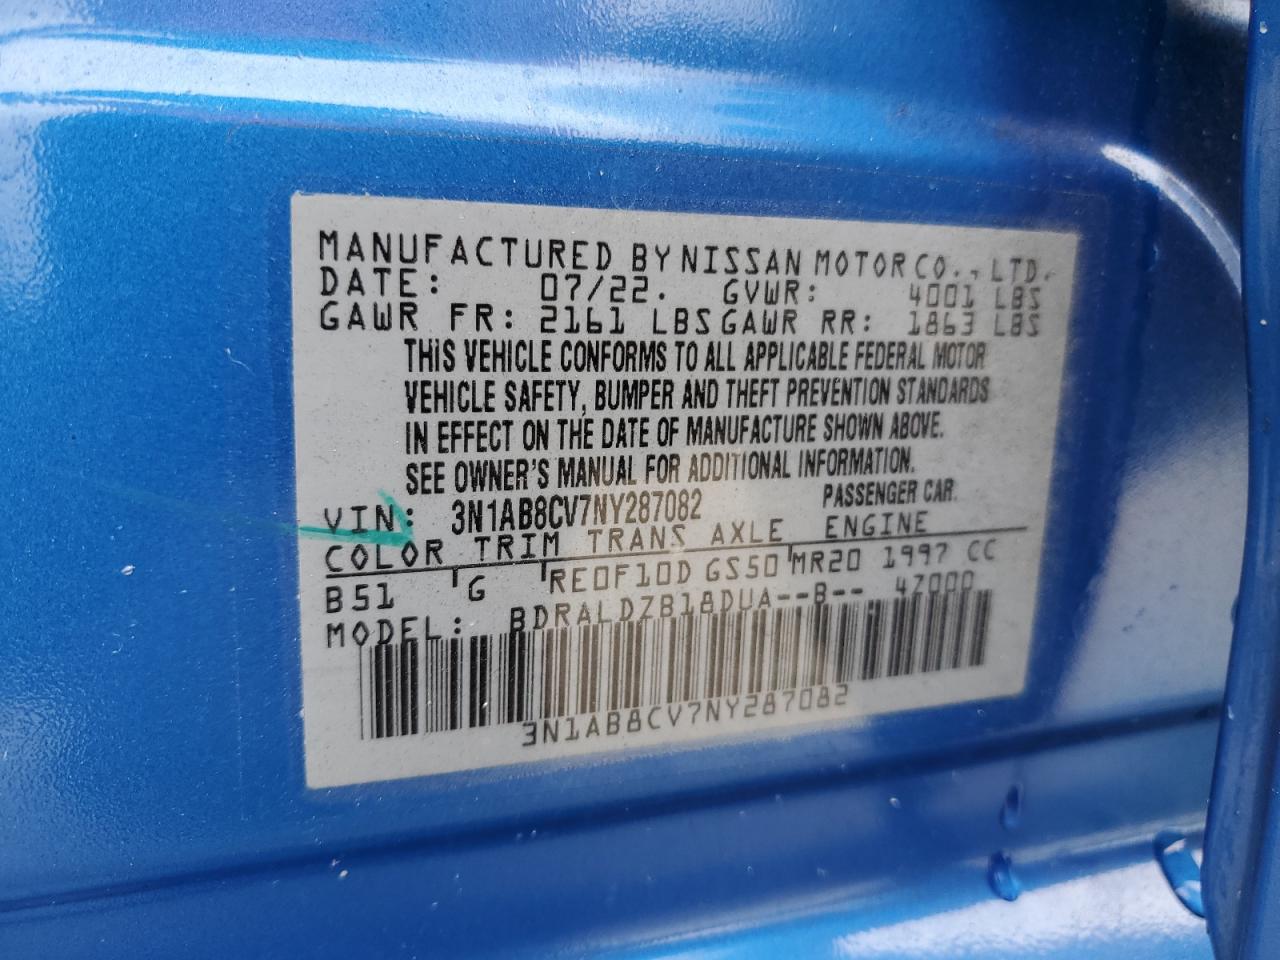 MANUFACTURED BY NISSAN MOTOR CO., LTD.
DATE: 07/22. GVWR: 4001 LBS
GAWR FR: 2161 LBS GAWR RR: 1863 LBS
THIS VEHICLE CONFORMS TO ALL APPLICABLE FEDERAL MOTOR
VEHICLE SAFETY, BUMPER AND THEFT PREVENTION STANDARDS
IN EFFECT ON THE DATE OF MANUFACTURE SHOWN ABOVE.
SEE OWNER'S MANUAL FOR ADDITIONAL INFORMATION.
VIN: 3N1AB8CV7NY287082 PASSENGER CAR.
COLOR TRIM TRANS AXLE ENGINE
B51 G RE0F10D GS50 MR20 1997 CC
MODEL: BDRALDZB18DUA--B-- 4Z000
3N1AB8CV7NY287082